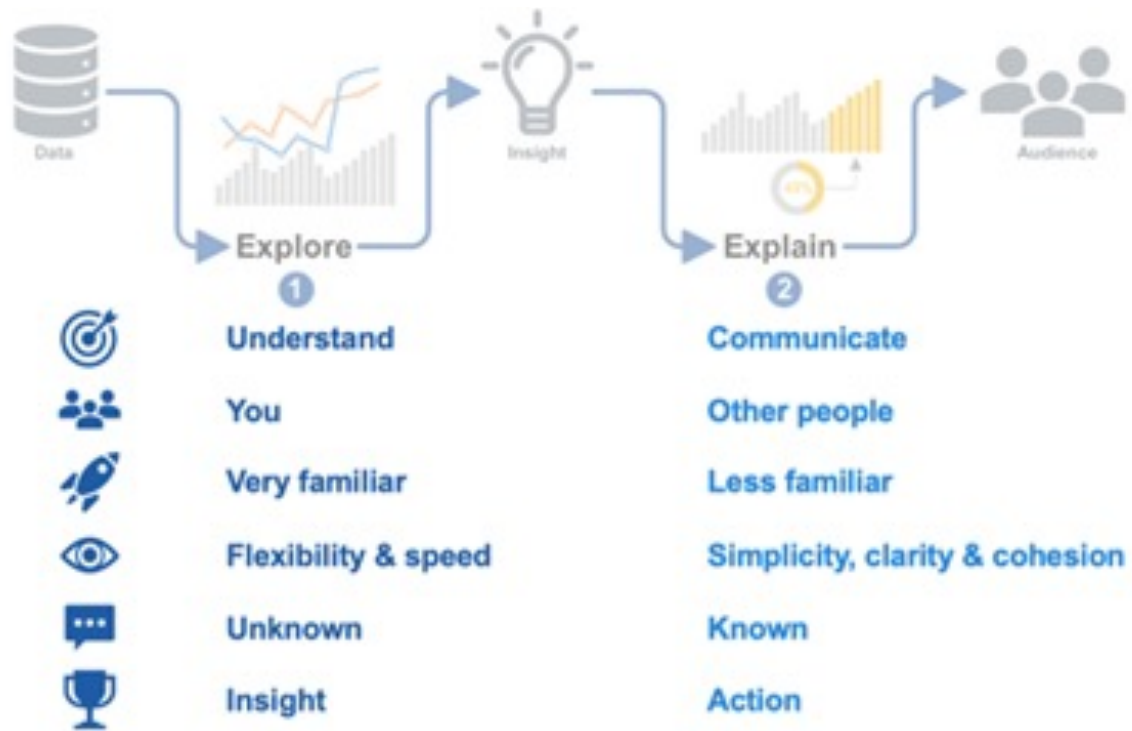 Data
Insight
Audience
Explore
Explain
1
2
Understand
Communicate
You
Other people
Very familiar
Less familiar
Flexibility & speed
Simplicity, clarity & cohesion
Unknown
Known
Insight
Action